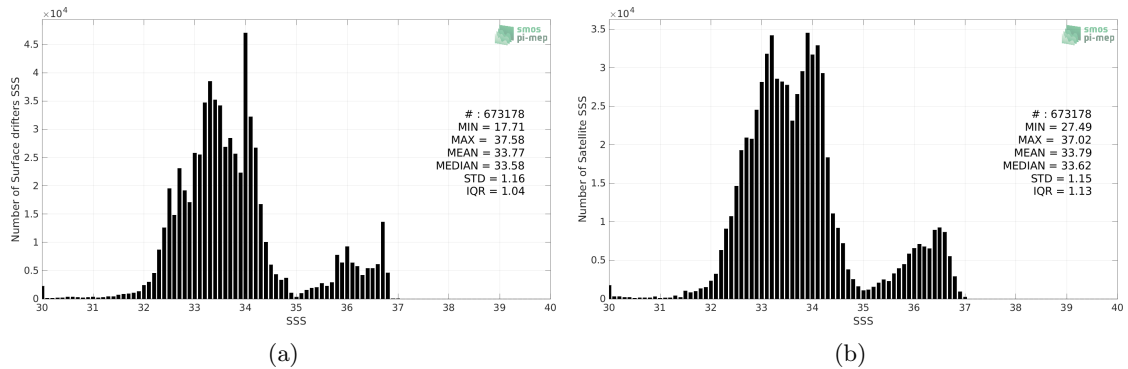 ×10⁴
4.5
4
3.5
3
2.5
2
1.5
1
0.5
0
30 31 32 33 34 35 36 37 38 39 40
SSS
Number of Surface drifters SSS
smos
pi-mep
# : 673178
MIN = 17.71
MAX = 37.58
MEAN = 33.77
MEDIAN = 33.58
STD = 1.16
IQR = 1.04
(a)
×10⁴
3.5
3
2.5
2
1.5
1
0.5
0
30 31 32 33 34 35 36 37 38 39 40
SSS
Number of Satellite SSS
smos
pi-mep
# : 673178
MIN = 27.49
MAX = 37.02
MEAN = 33.79
MEDIAN = 33.62
STD = 1.15
IQR = 1.13
(b)